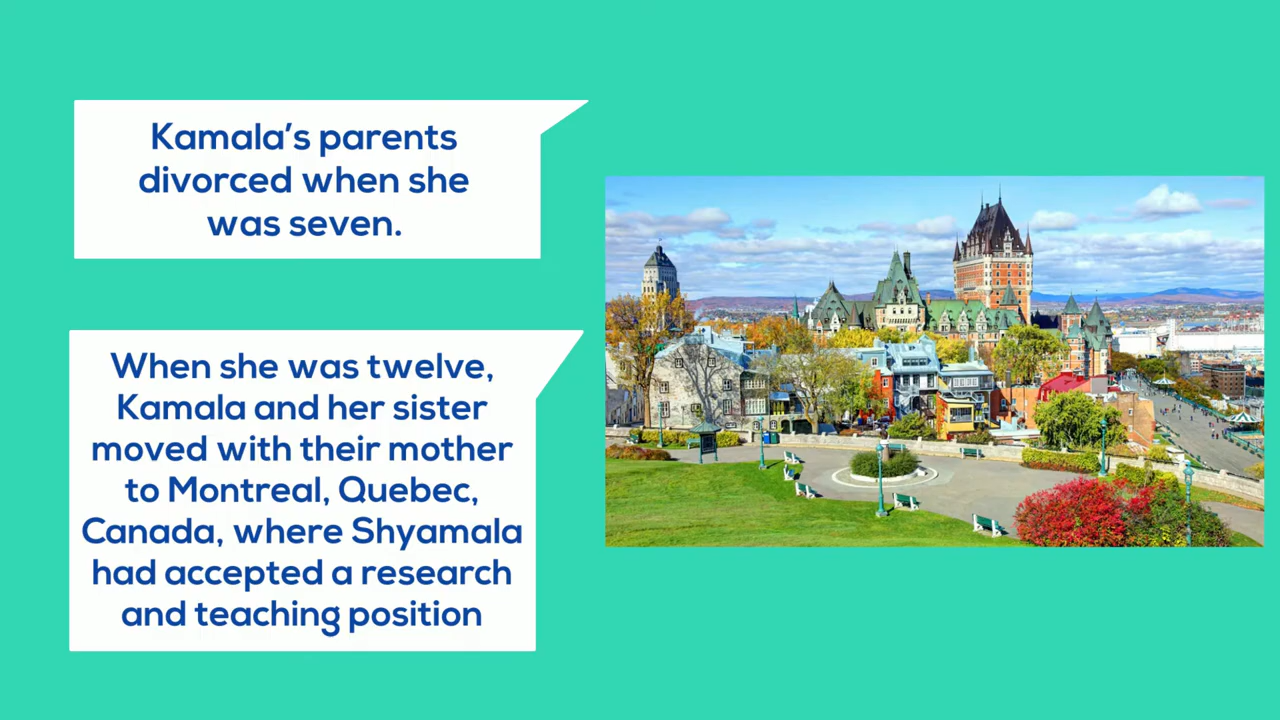 Kamala's parents
divorced when she
was seven.
When she was twelve,
Kamala and her sister
moved with their mother
to Montreal, Quebec,
Canada, where Shyamala
had accepted a research
and teaching position